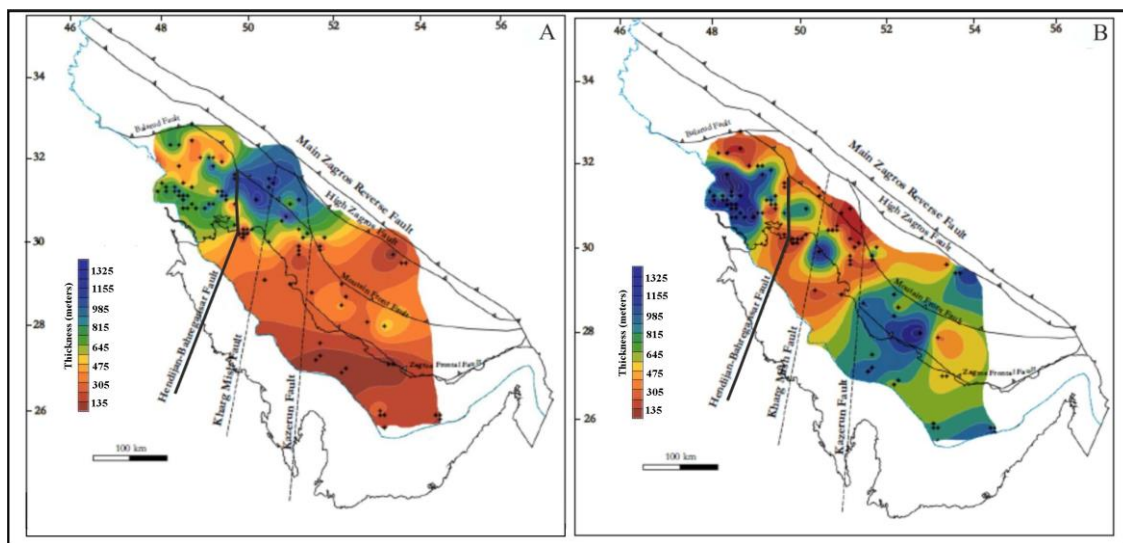 A
48
50
52
54
56
34
32
30
28
26
Balarud Fault
Main Zagros Reverse Fault
High Zagros Fault
Moutain Front Fault
Zagros Frontal Fault
Hendijan-Bahregansar Fault
Kharg Mish Fault
Kazerun Fault
Thickness (meters)
1325
1155
985
815
645
475
305
135
100 km
B
46
48
50
52
54
56
34
32
30
28
26
Balarud Fault
Main Zagros Reverse Fault
High Zagros Fault
Moutain Front Fault
Zagros Frontal Fault
Hendijan-Bahregansar Fault
Kharg Mish Fault
Kazerun Fault
Thickness (meters)
1325
1155
985
815
645
475
305
135
100 km